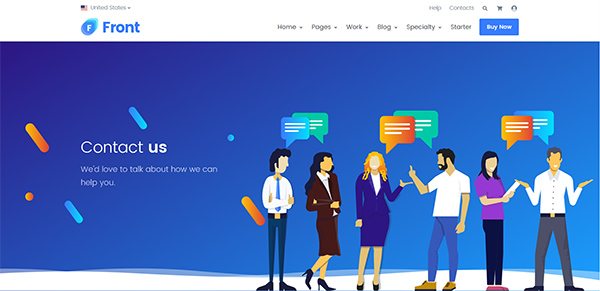 United States
Help Contacts
F Front
Home Pages Work Blog Specialty Starter Buy Now
Contact us
We'd love to talk about how we can
help you.